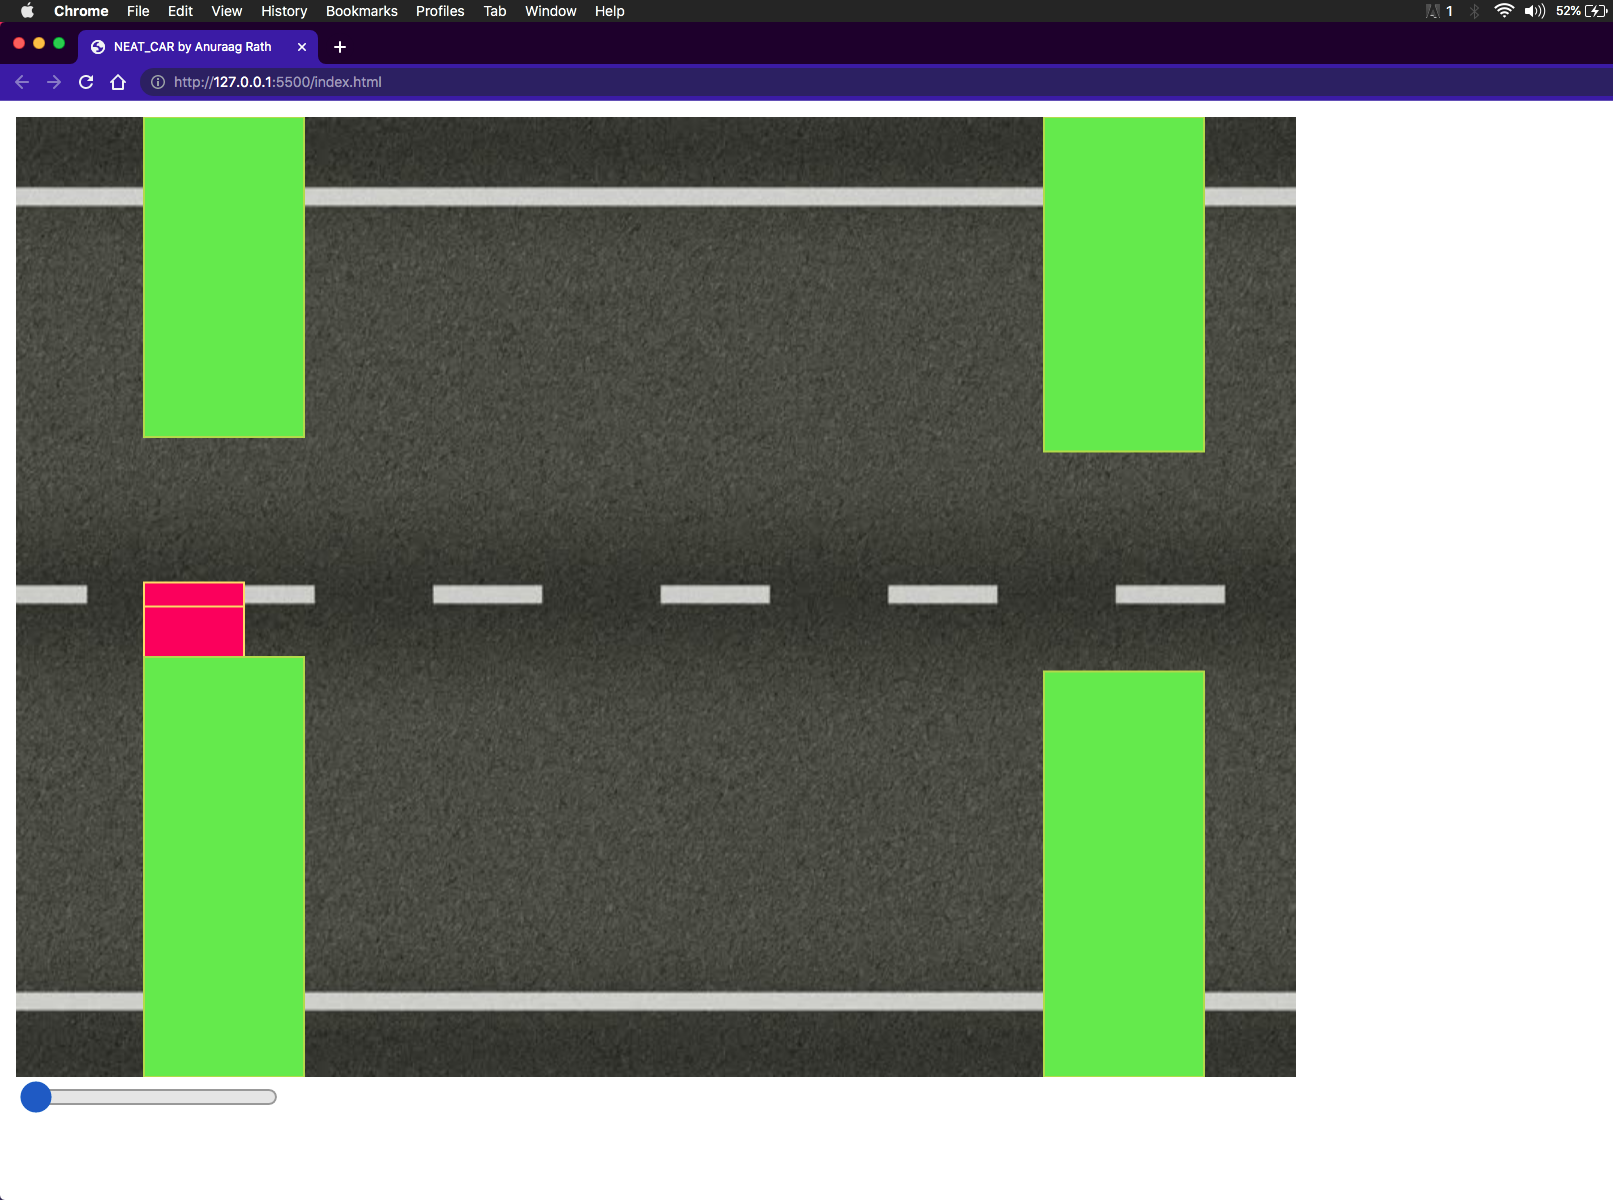 Chrome File Edit View History Bookmarks Profiles Tab Window Help 1 52%
NEAT_CAR by Anuraag Rath
http://127.0.0.1:5500/index.html